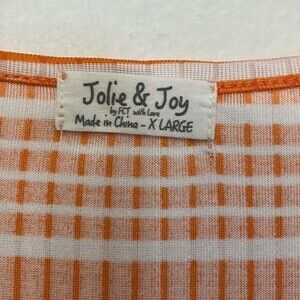 Jolie & Joy
by FCT with Love
Made in China - X LARGE